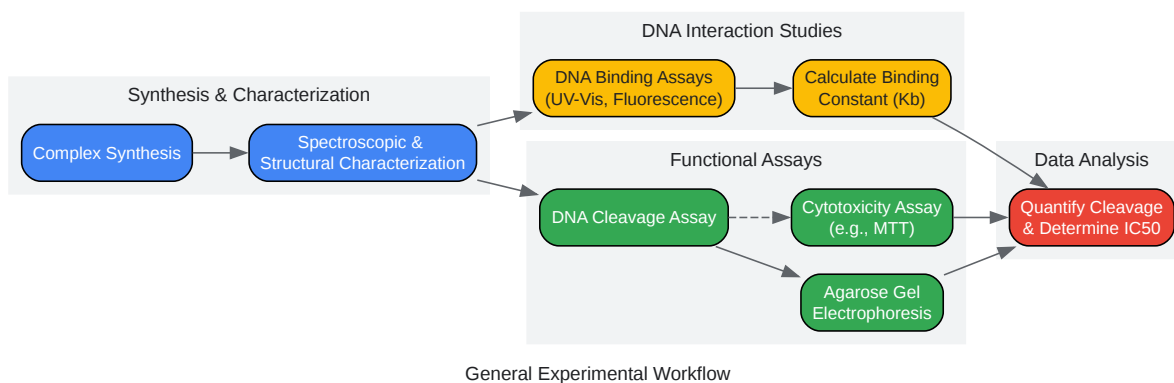 DNA Interaction Studies
DNA Binding Assays
(UV-Vis, Fluorescence)
Calculate Binding
Constant (Kb)
Synthesis & Characterization
Complex Synthesis
Spectroscopic &
Structural Characterization
Functional Assays
DNA Cleavage Assay
Cytotoxicity Assay
(e.g., MTT)
Agarose Gel
Electrophoresis
Data Analysis
Quantify Cleavage
& Determine IC50
General Experimental Workflow